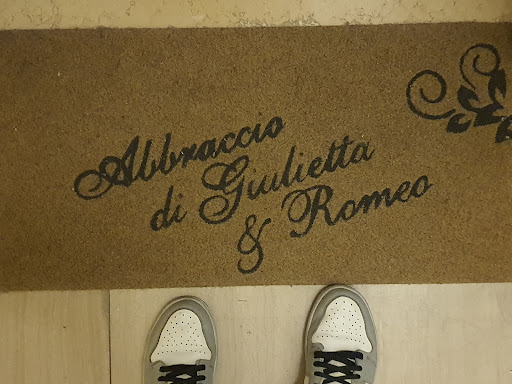 Abbraccio
di Giulietta
& Romeo